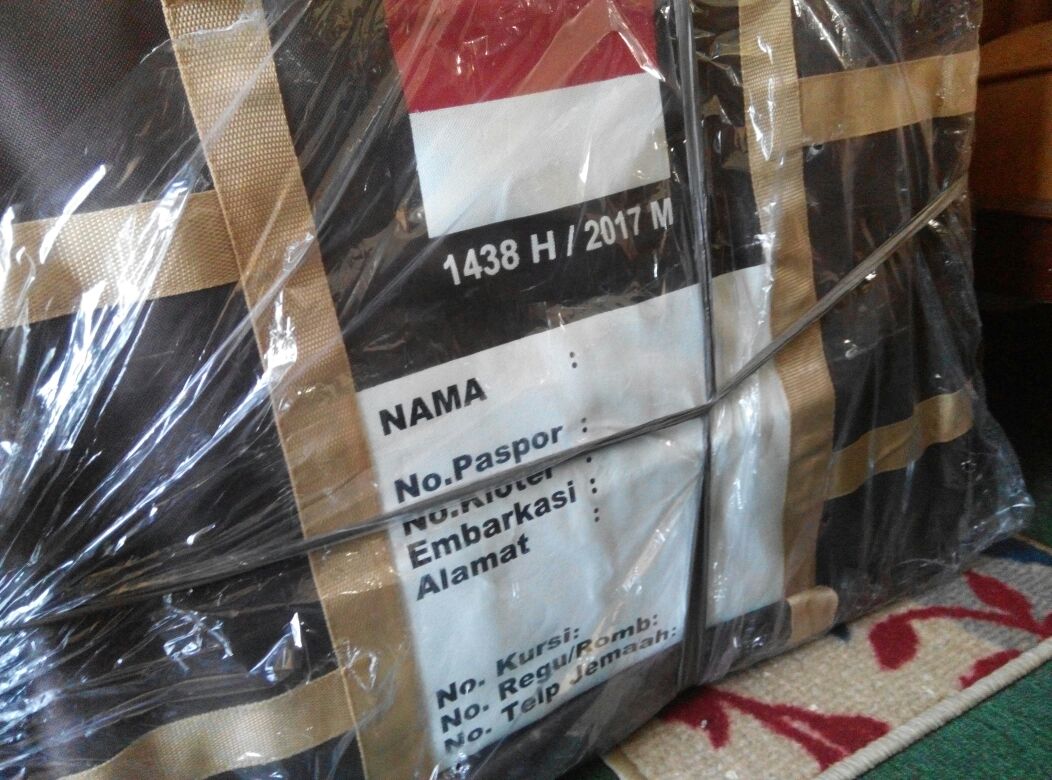 1438 H / 2017 M
NAMA :
No.Paspor :
No.Kloter :
Embarkasi :
Alamat :
No. Kursi:
No. Regu/Romb:
No. Telp Jemaah: